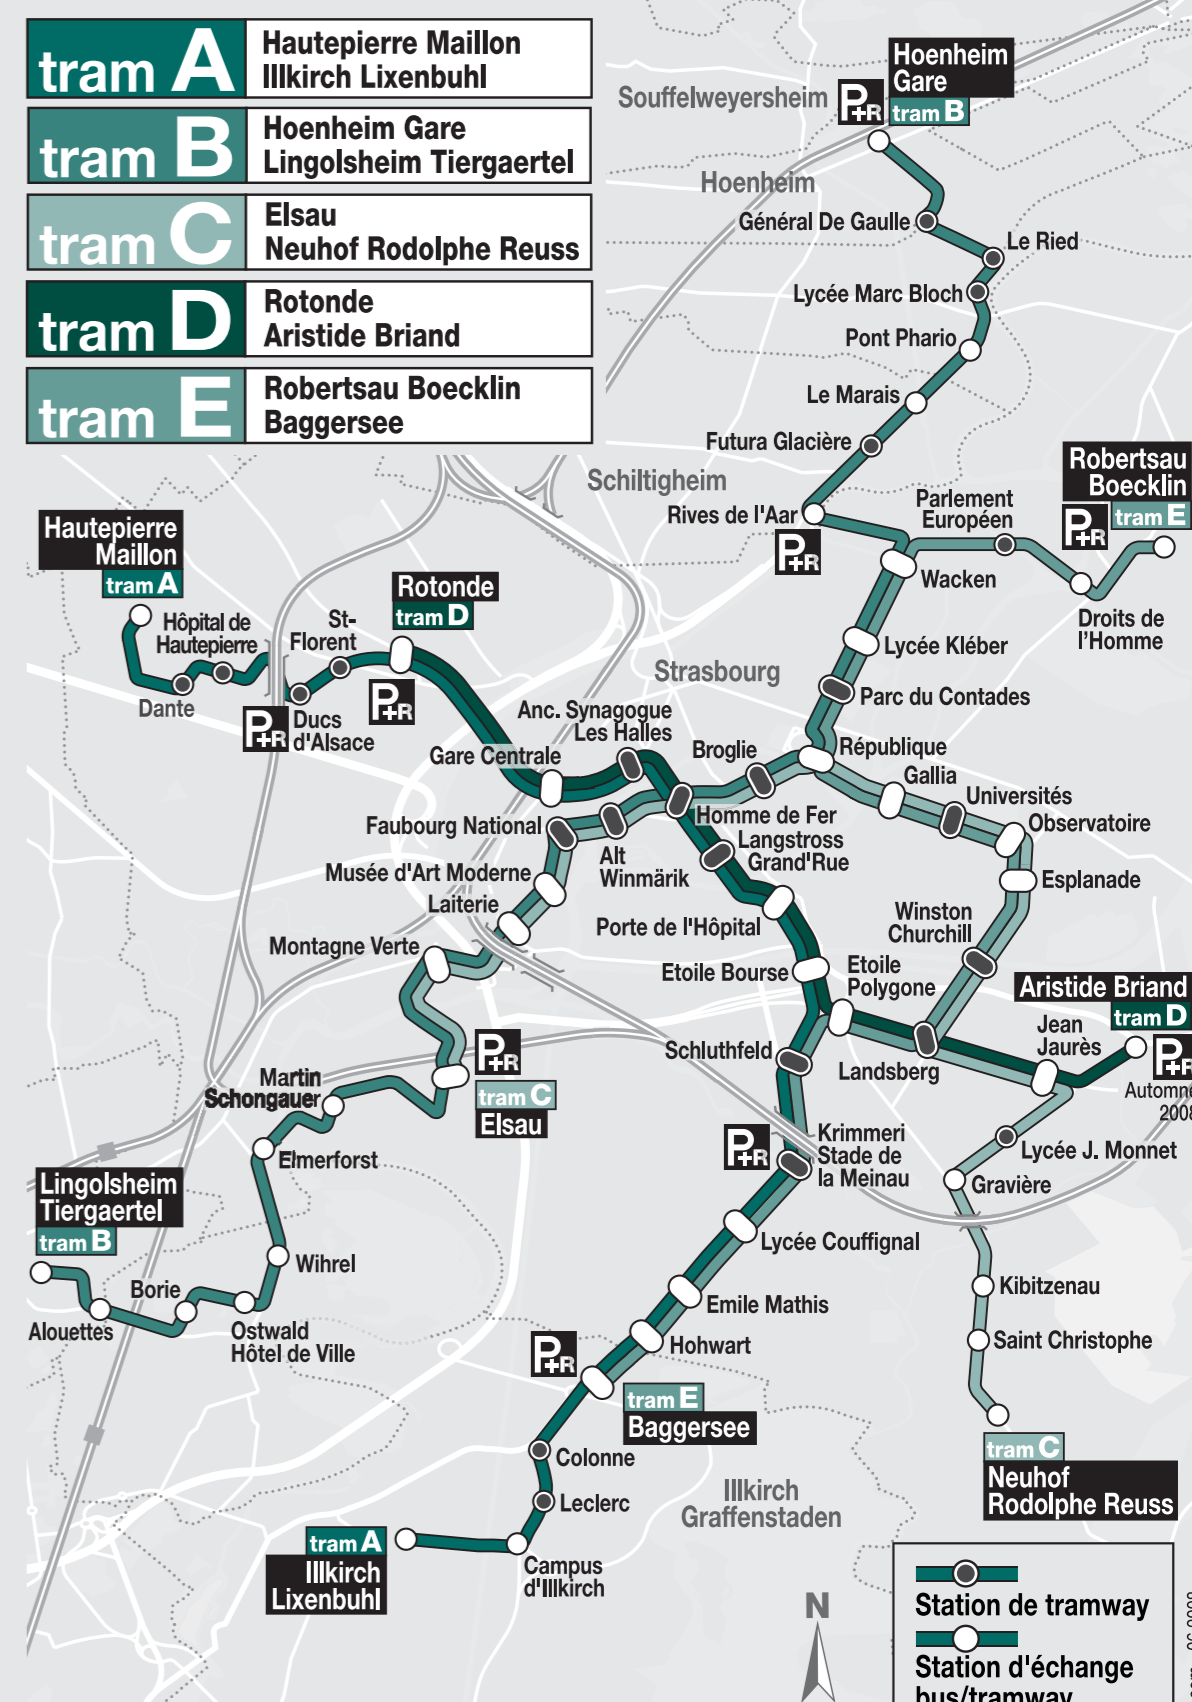 tram A
Hautepierre Maillon
Illkirch Lixenbuhl
tram B
Hoenheim Gare
Lingolsheim Tiergaertel
tram C
Elsau
Neuhof Rodolphe Reuss
tram D
Rotonde
Aristide Briand
tram E
Robertsau Boecklin
Baggersee
Hoenheim
Gare
tram B
P+R
Souffelweyersheim
Hoenheim
Général De Gaulle
Le Ried
Lycée Marc Bloch
Pont Phario
Le Marais
Futura Glacière
Schiltigheim
Rives de l'Aar
P+R
Parlement
Européen
Robertsau
Boecklin
P+R
tram E
Wacken
Droits de
l'Homme
Hautepierre
Maillon
tram A
Hôpital de
Hautepierre
Dante
P+R
Ducs
d'Alsace
St-
Florent
Rotonde
tram D
P+R
Lycée Kléber
Strasbourg
Parc du Contades
Anc. Synagogue
Les Halles
Gare Centrale
Broglie
République
Gallia
Universités
Observatoire
Faubourg National
Homme de Fer
Langstross
Grand'Rue
Alt
Winmärik
Musée d'Art Moderne
Esplanade
Laiterie
Winston
Churchill
Porte de l'Hôpital
Montagne Verte
Etoile Bourse
Etoile
Polygone
Aristide Briand
tram D
P+R
Automne
2008
Jean
Jaurès
Schluthfeld
Landsberg
P+R
tram C
Elsau
Martin
Schongauer
Elmerforst
P+R
Krimmeri
Stade de
la Meinau
Lycée J. Monnet
Gravière
Lingolsheim
Tiergaertel
tram B
Lycée Couffignal
Wihrel
Borie
Kibitzenau
Emile Mathis
Alouettes
Ostwald
Hôtel de Ville
Saint Christophe
Hohwart
P+R
tram E
Baggersee
Colonne
tram C
Neuhof
Rodolphe Reuss
Leclerc
Illkirch
Graffenstaden
tram A
Illkirch
Lixenbuhl
Campus
d'Illkirch
N
Station de tramway
Station d'échange
bus/tramway